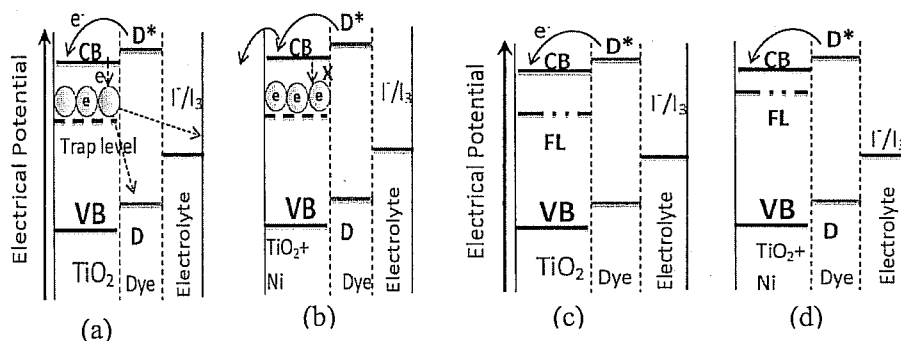 Electrical Potential
e-
CB
D*
e
e
Trap level
VB
D
TiO2
Dye
I-/I3
Electrolyte
(a)
CB
D*
X
e e e
VB
D
TiO2+
Ni
Dye
I-/I3
Electrolyte
(b)
Electrical Potential
e-
CB
D*
FL
VB
TiO2
Dye
I-/I3
Electrolyte
(c)
CB
D*
FL
VB
D
TiO2+
Ni
Dye
I-/I3
Electrolyte
(d)